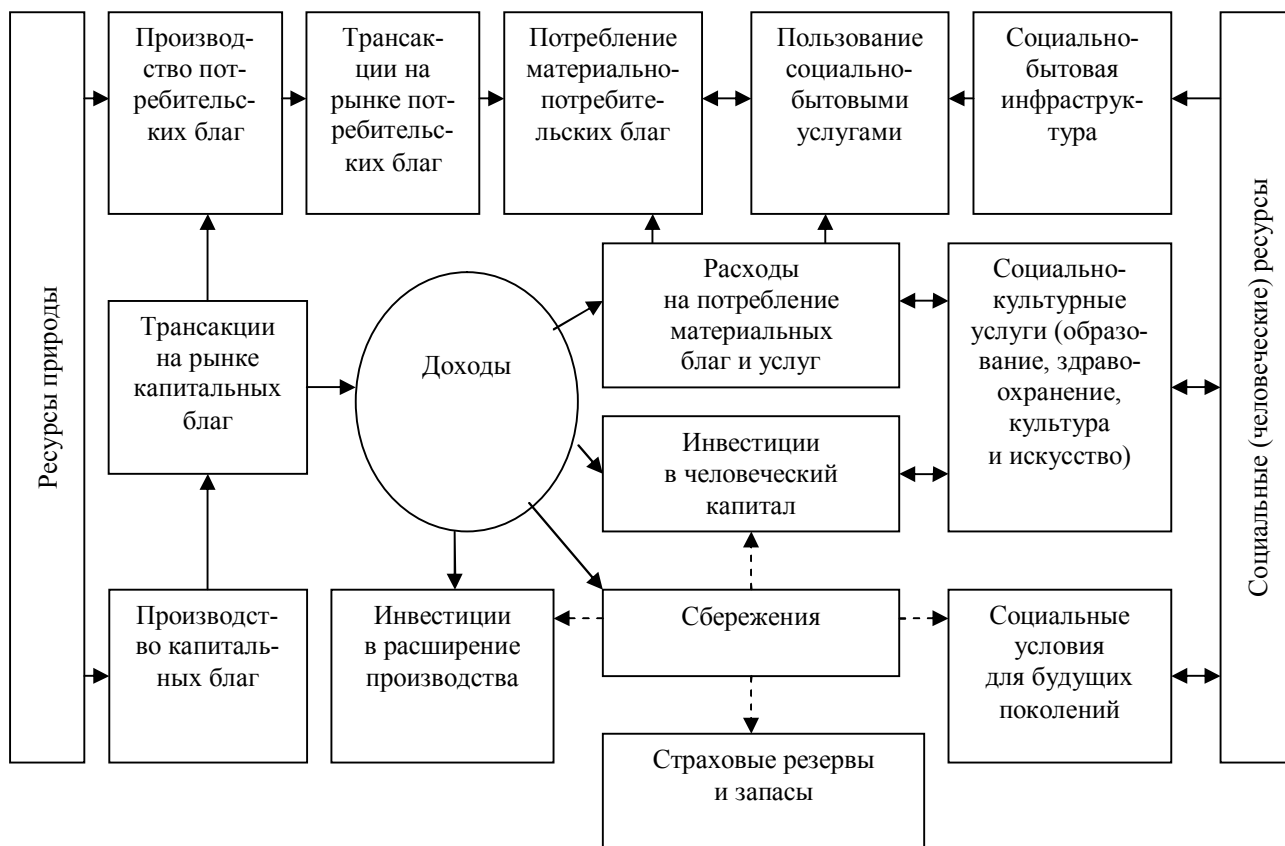 Производ-
ство пот-
ребительс-
ких благ
Трансак-
ции на
рынке пот-
ребительс-
ких благ
Потребление
материально-
потребите-
льских благ
Пользование
социально-
бытовыми
услугами
Социально-
бытовая
инфраструк-
тура
Ресурсы природы
Трансакции
на рынке
капитальных
благ
Доходы
Расходы
на потребление
материальных
благ и услуг
Социально-
культурные
услуги (образо-
вание, здраво-
охранение,
культура
и искусство)
Социальные (человеческие) ресурсы
Инвестиции
в человеческий
капитал
Производст-
во капиталь-
ных благ
Инвестиции
в расширение
производства
Сбережения
Социальные
условия
для будущих
поколений
Страховые резервы
и запасы